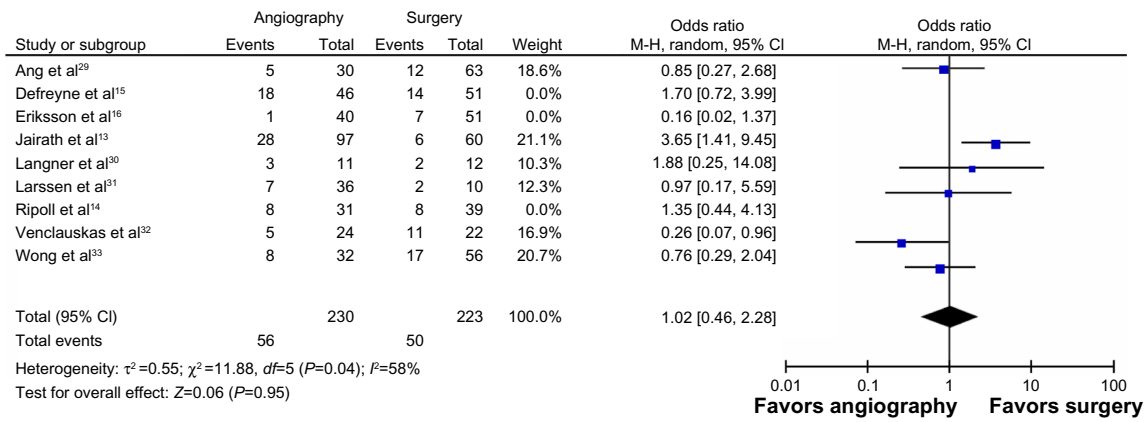 Angiography Surgery Odds ratio Odds ratio
Study or subgroup Events Total Events Total Weight M-H, random, 95% CI M-H, random, 95% CI
Ang et al²⁹ 5 30 12 63 18.6% 0.85 [0.27, 2.68]
Defreyne et al¹⁵ 18 46 14 51 0.0% 1.70 [0.72, 3.99]
Eriksson et al¹⁶ 1 40 7 51 0.0% 0.16 [0.02, 1.37]
Jairath et al¹³ 28 97 6 60 21.1% 3.65 [1.41, 9.45]
Langner et al³⁰ 3 11 2 12 10.3% 1.88 [0.25, 14.08]
Larssen et al³¹ 7 36 2 10 12.3% 0.97 [0.17, 5.59]
Ripoll et al¹⁴ 8 31 8 39 0.0% 1.35 [0.44, 4.13]
Venclauskas et al³² 5 24 11 22 16.9% 0.26 [0.07, 0.96]
Wong et al³³ 8 32 17 56 20.7% 0.76 [0.29, 2.04]
Total (95% CI) 230 223 100.0% 1.02 [0.46, 2.28]
Total events 56 50
Heterogeneity: τ²=0.55; χ²=11.88, df=5 (P=0.04); I²=58%
Test for overall effect: Z=0.06 (P=0.95)
0.01 0.1 1 10 100
Favors angiography Favors surgery